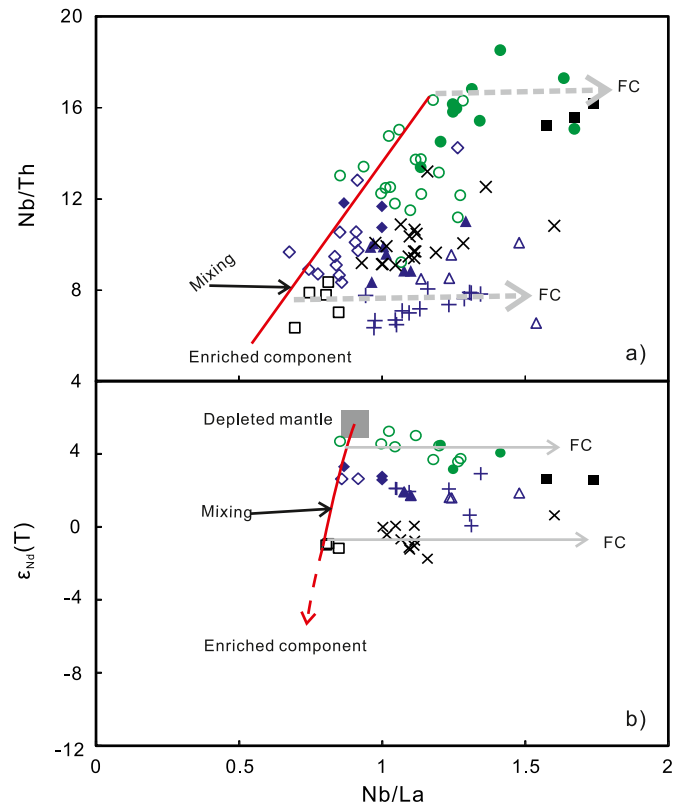 20
16
12
8
4
Nb/Th
FC
Mixing
FC
Enriched component
a)
Depleted mantle
4
0
-4
-8
-12
εNd(T)
FC
Mixing
FC
Enriched component
b)
0
0.5
1
1.5
2
Nb/La